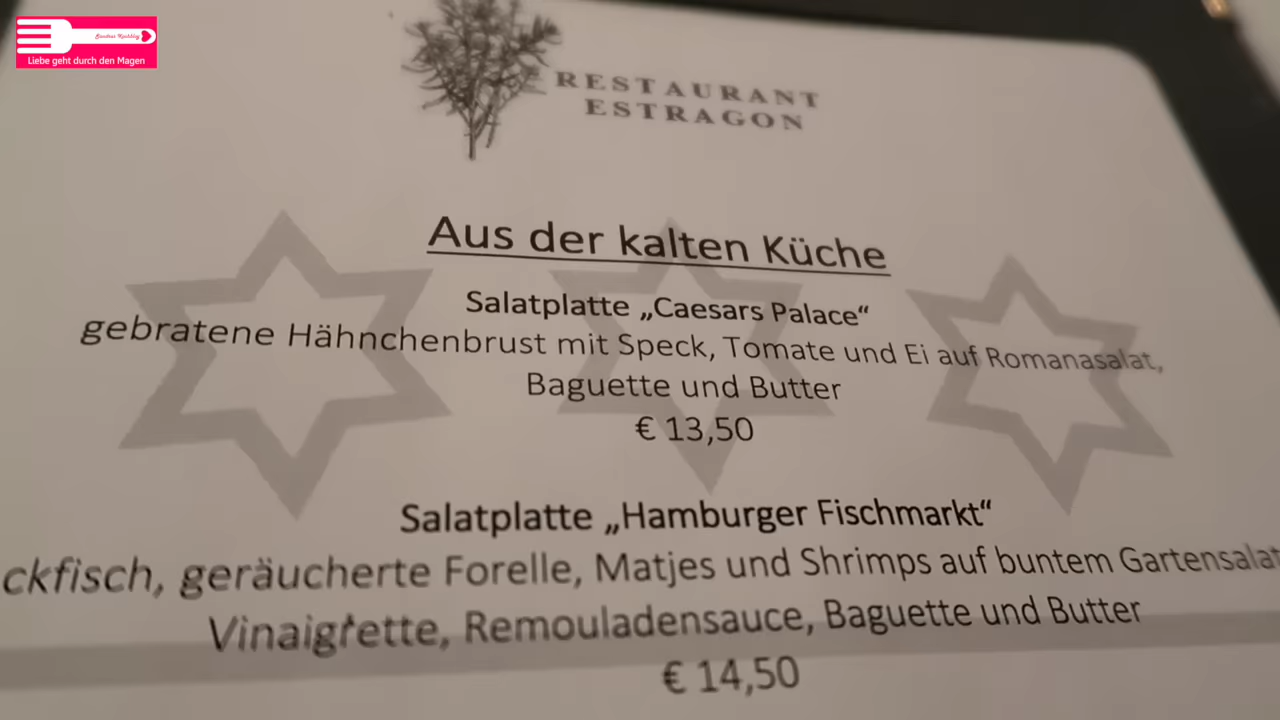 Liebe geht durch den Magen
RESTAURANT
ESTRAGON
Aus der kalten Küche
Salatplatte „Caesars Palace“
gebratene Hähnchenbrust mit Speck, Tomate und Ei auf Romanasalat,
Baguette und Butter
€ 13,50
Salatplatte „Hamburger Fischmarkt“
geräucherte Forelle, Matjes und Shrimps auf buntem Gartensalat
Vinaigrette, Remouladensauce, Baguette und Butter
€ 14,50